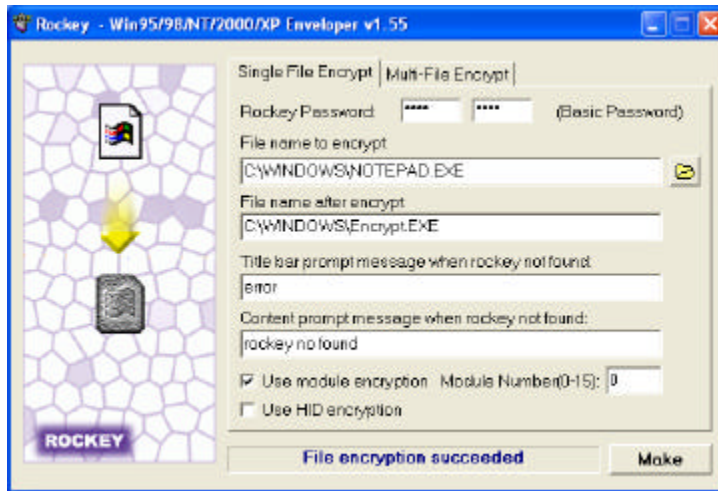 Rockey - Win95/98/NT/2000/XP Enveloper v1.55
Single File Encrypt Multi-File Encrypt
Rockey Password: **** **** (Basic Password)
File name to encrypt
C:\WINDOWS\NOTEPAD.EXE
File name after encrypt
C:\WINDOWS\Encrypt.EXE
Title bar prompt message when rockey not found:
error
Content prompt message when rockey not found:
rockey no found
Use module encryption Module Number(0-15): 0
Use HID encryption
ROCKEY
File encryption succeeded Make